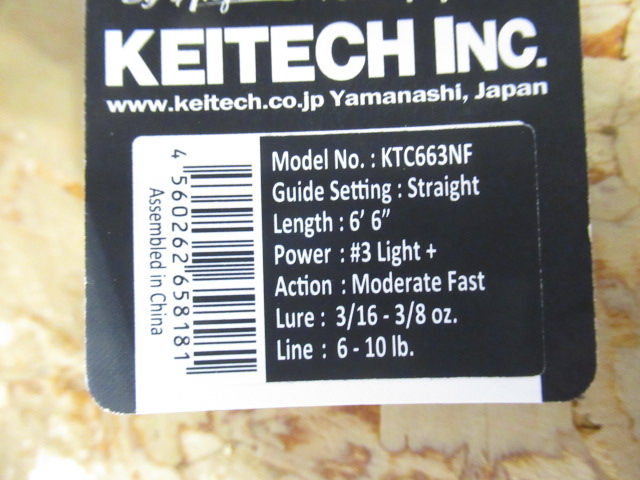 KEITECH INC.
www.keitech.co.jp Yamanashi, Japan
Model No. : KTC663NF
Guide Setting : Straight
Length : 6' 6”
Power : #3 Light +
Action : Moderate Fast
Lure : 3/16 - 3/8 oz.
Line : 6 - 10 lb.
4 560262 658181
Assembled in China